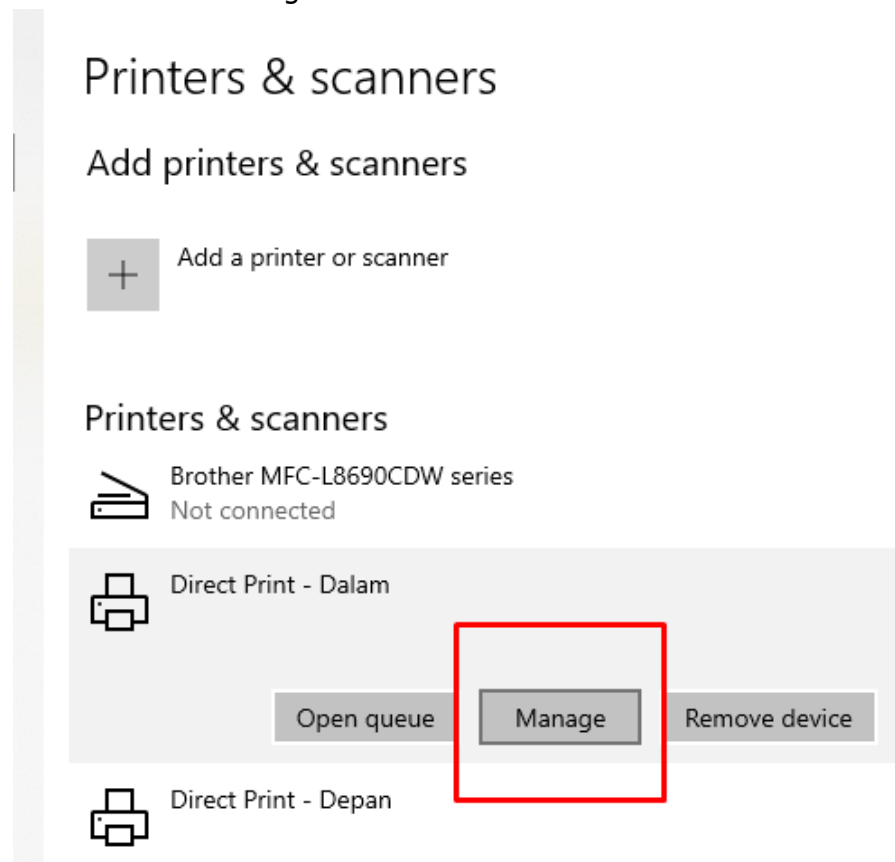 Printers & scanners
Add printers & scanners
Add a printer or scanner
Printers & scanners
Brother MFC-L8690CDW series
Not connected
Direct Print - Dalam
Open queue Manage Remove device
Direct Print - Depan